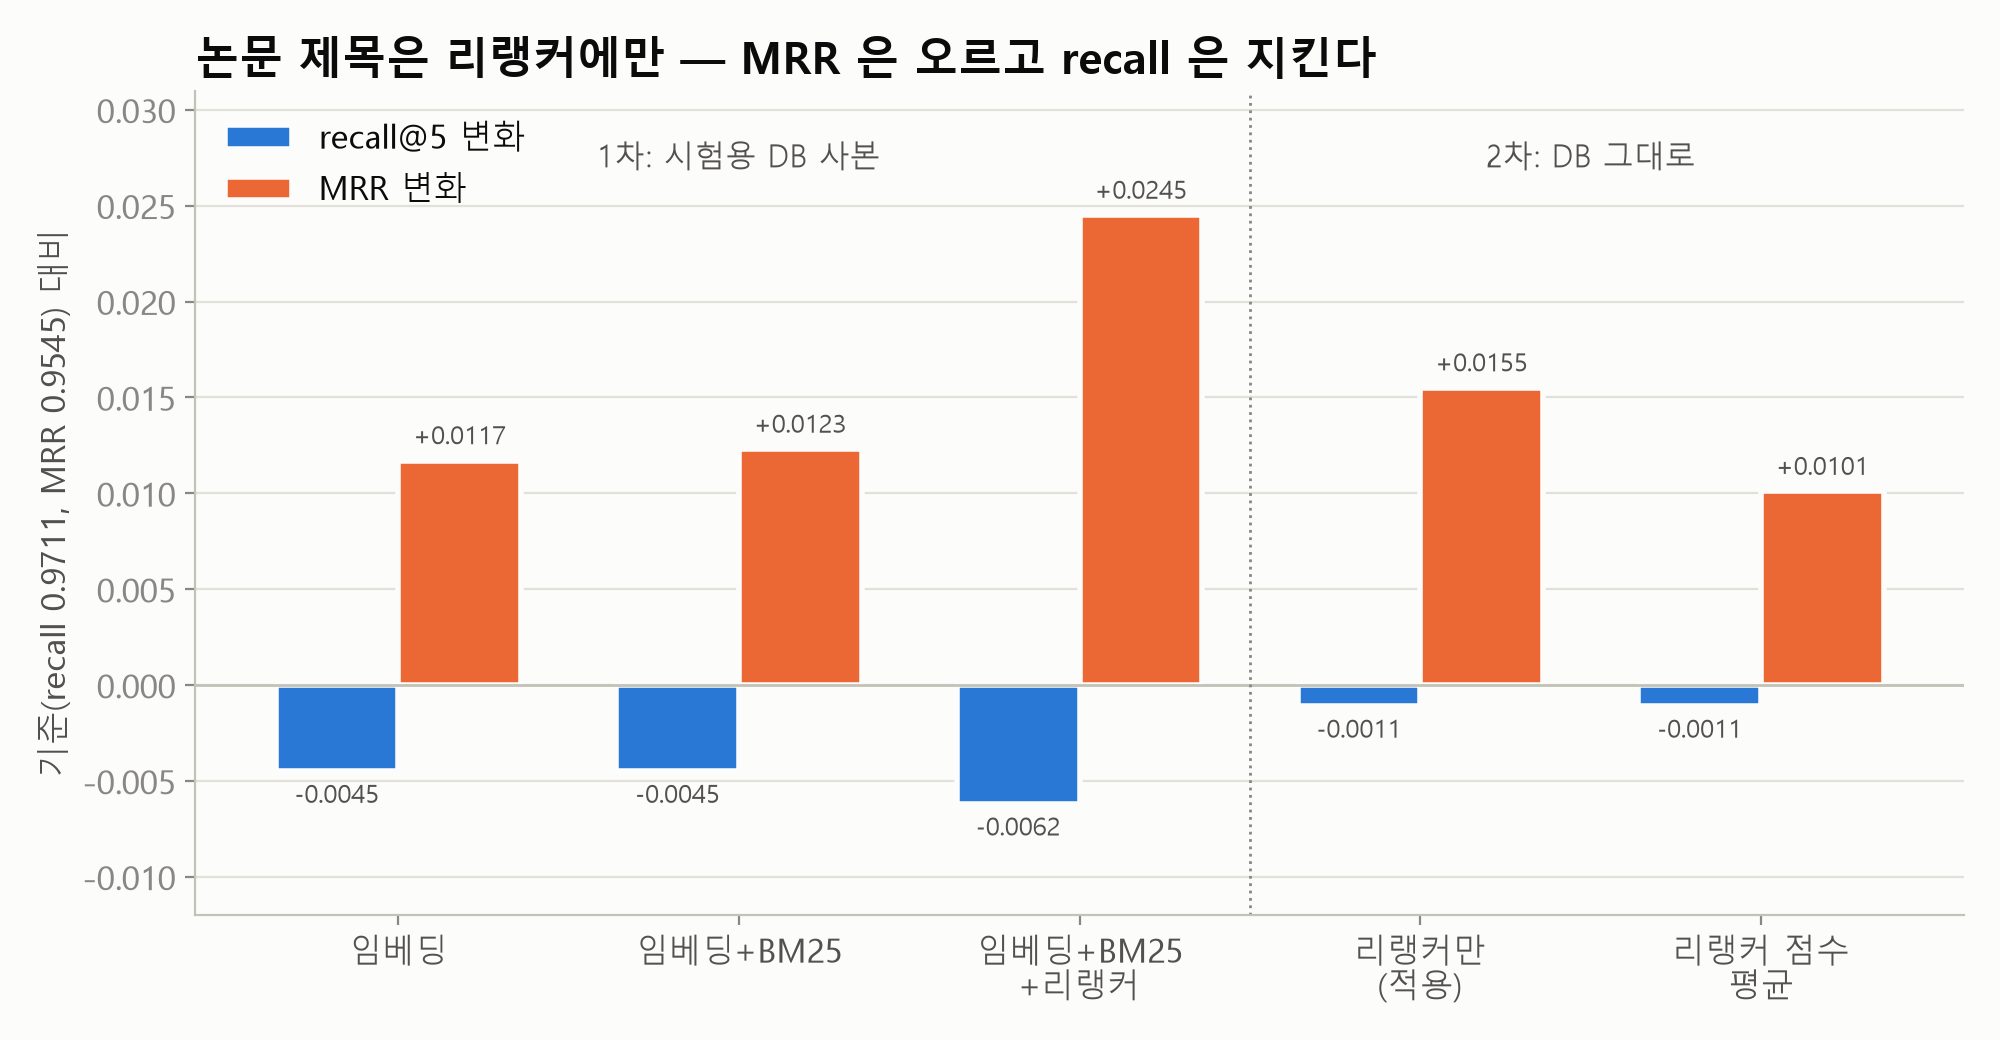 논문 제목은 리랭커에만 — MRR 은 오르고 recall 은 지킨다
recall@5 변화
MRR 변화
1차: 시험용 DB 사본
2차: DB 그대로
기준(recall 0.9711, MRR 0.9545) 대비
0.030
0.025
0.020
0.015
0.010
0.005
0.000
-0.005
-0.010
+0.0117
+0.0123
+0.0245
+0.0155
+0.0101
-0.0045
-0.0045
-0.0062
-0.0011
-0.0011
임베딩
임베딩+BM25
임베딩+BM25
+리랭커
리랭커만
(적용)
리랭커 점수
평균